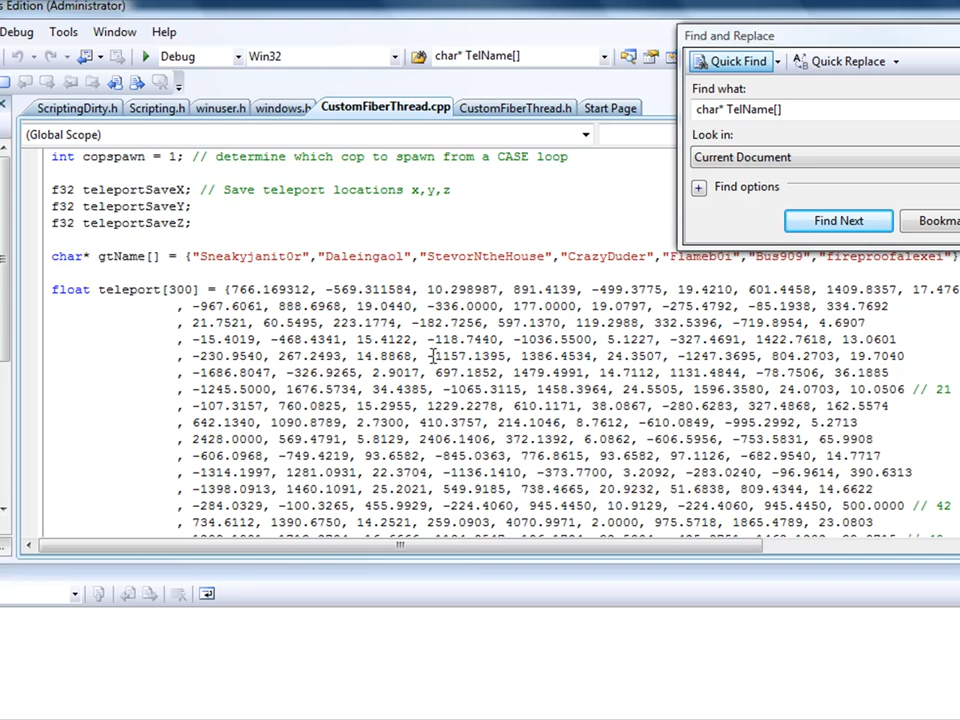 s Edition (Administrator)
Debug Tools Window Help
Debug Win32 char* TelName[]
ScriptingDirty.h Scripting.h winuser.h windows.h CustomFiberThread.cpp CustomFiberThread.h Start Page
(Global Scope)
int copspawn = 1; // determine which cop to spawn from a CASE loop
f32 teleportSaveX; // Save teleport locations x,y,z
f32 teleportSaveY;
f32 teleportSaveZ;
char* gtName[] = {"Sneakyjanit0r","Daleingaol","StevorNtheHouse","CrazyDuder","Flameb0i","Bus909","fireproofalexei"}
float teleport[300] = {766.169312, -569.311584, 10.298987, 891.4139, -499.3775, 19.4210, 601.4458, 1409.8357, 17.476
, -967.6061, 888.6968, 19.0440, -336.0000, 177.0000, 19.0797, -275.4792, -85.1938, 334.7692
, 21.7521, 60.5495, 223.1774, -182.7256, 597.1370, 119.2988, 332.5396, -719.8954, 4.6907
, -15.4019, -468.4341, 15.4122, -118.7440, -1036.5500, 5.1227, -327.4691, 1422.7618, 13.0601
, -230.9540, 267.2493, 14.8868, -1157.1395, 1386.4534, 24.3507, -1247.3695, 804.2703, 19.7040
, -1686.8047, -326.9265, 2.9017, 697.1852, 1479.4991, 14.7112, 1131.4844, -78.7506, 36.1885
, -1245.5000, 1676.5734, 34.4385, -1065.3115, 1458.3964, 24.5505, 1596.3580, 24.0703, 10.0506 // 21
, -107.3157, 760.0825, 15.2955, 1229.2278, 610.1171, 38.0867, -280.6283, 327.4868, 162.5574
, 642.1340, 1090.8789, 2.7300, 410.3757, 214.1046, 8.7612, -610.0849, -995.2992, 5.2713
, 2428.0000, 569.4791, 5.8129, 2406.1406, 372.1392, 6.0862, -606.5956, -753.5831, 65.9908
, -606.0968, -749.4219, 93.6582, -845.0363, 776.8615, 93.6582, 97.1126, -682.9540, 14.7717
, -1314.1997, 1281.0931, 22.3704, -1136.1410, -373.7700, 3.2092, -283.0240, -96.9614, 390.6313
, -1398.0913, 1460.1091, 25.2021, 549.9185, 738.4665, 20.9232, 51.6838, 809.4344, 14.6622
, -284.0329, -100.3265, 455.9929, -224.4060, 945.4450, 10.9129, -224.4060, 945.4450, 500.0000 // 42
, 734.6112, 1390.6750, 14.2521, 259.0903, 4070.9971, 2.0000, 975.5718, 1865.4789, 23.0803
Find and Replace
Quick Find Quick Replace
Find what:
char* TelName[]
Look in:
Current Document
Find options
Find Next Bookma